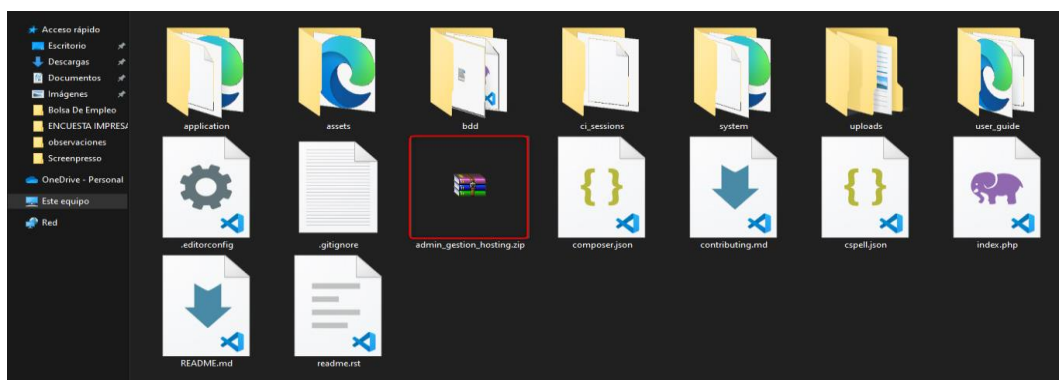 Acceso rápido
Escritorio
Descargas
Documentos
Imágenes
Bolsa De Empleo
ENCUESTA IMPRESA
observaciones
Screenpresso
OneDrive - Personal
Este equipo
Red
application
assets
bdd
ci_sessions
system
uploads
user_guide
.editorconfig
.gitignore
admin_gestion_hosting.zip
composer.json
contributing.md
cspell.json
index.php
README.md
readme.rst